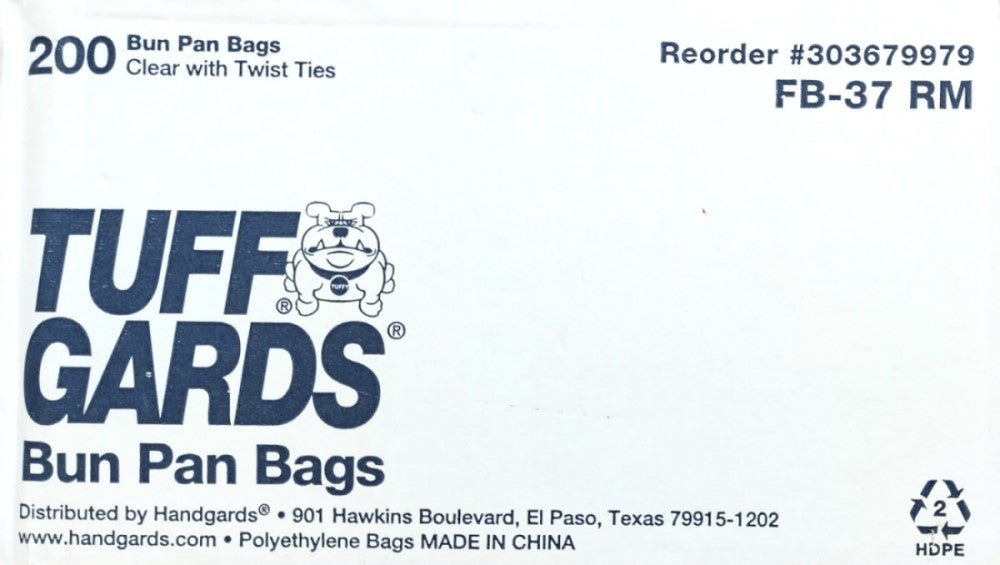 200 Bun Pan Bags
Clear with Twist Ties
Reorder #303679979
FB-37 RM
TUFF
TUFFY
®
GARDS®
Bun Pan Bags
Distributed by Handgards® • 901 Hawkins Boulevard, El Paso, Texas 79915-1202
www.handgards.com • Polyethylene Bags MADE IN CHINA
2
HDPE